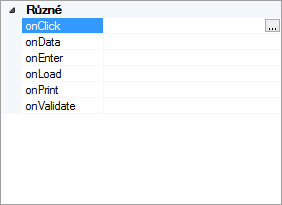 Různé
onClick
...
onData
onEnter
onLoad
onPrint
onValidate